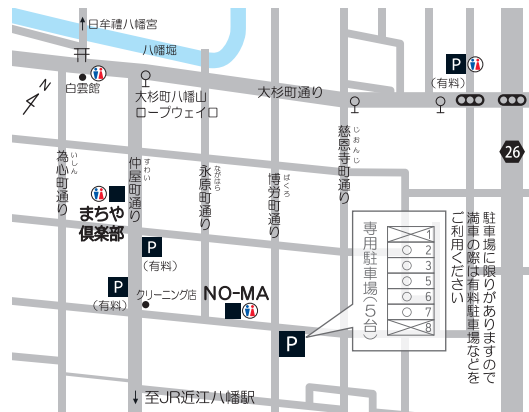 日牟禮八幡宮
八幡堀
白雲館
N
大杉町八幡山
ロープウェイ口
大杉町通り
P
(有料)
26
為心町通り
いしん
仲屋町通り
すわい
永原町通り
ながはら
博労町通り
ばくろ
慈恩寺町通り
じおんじ
まちや
倶楽部
P
(有料)
P
(有料)
クリーニング店
NO-MA
P
専用駐車場(5台)
1
2
3
5
6
7
8
駐車場に限りがありますので
満車の際は有料駐車場などを
ご利用ください
至JR近江八幡駅